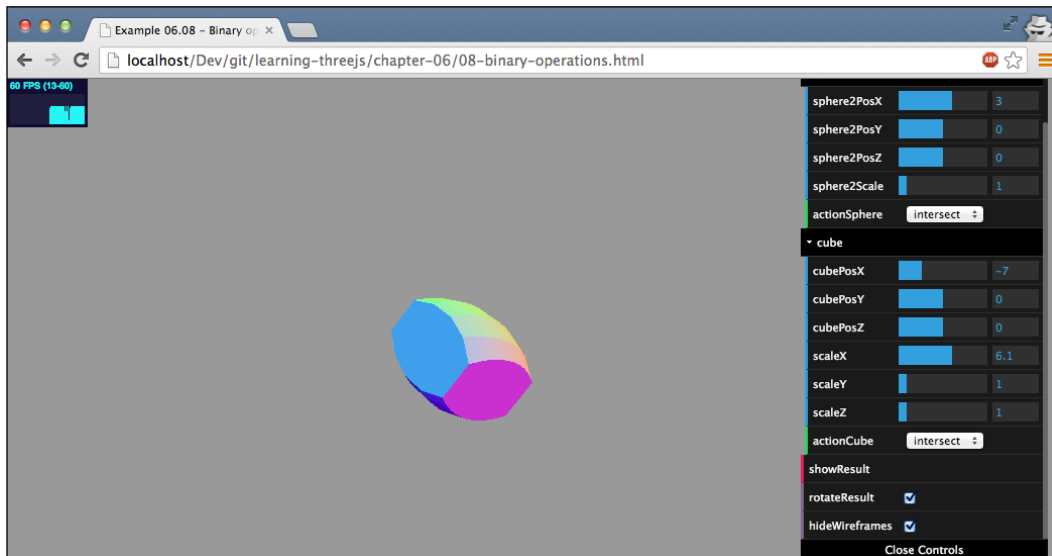 Example 06.08 – Binary op
localhost/Dev/git/learning-threejs/chapter-06/08-binary-operations.html
ABP
60 FPS (13-60)
sphere2PosX 3
sphere2PosY 0
sphere2PosZ 0
sphere2Scale 1
actionSphere intersect
cube
cubePosX -7
cubePosY 0
cubePosZ 0
scaleX 6.1
scaleY 1
scaleZ 1
actionCube intersect
showResult
rotateResult
hideWireframes
Close Controls